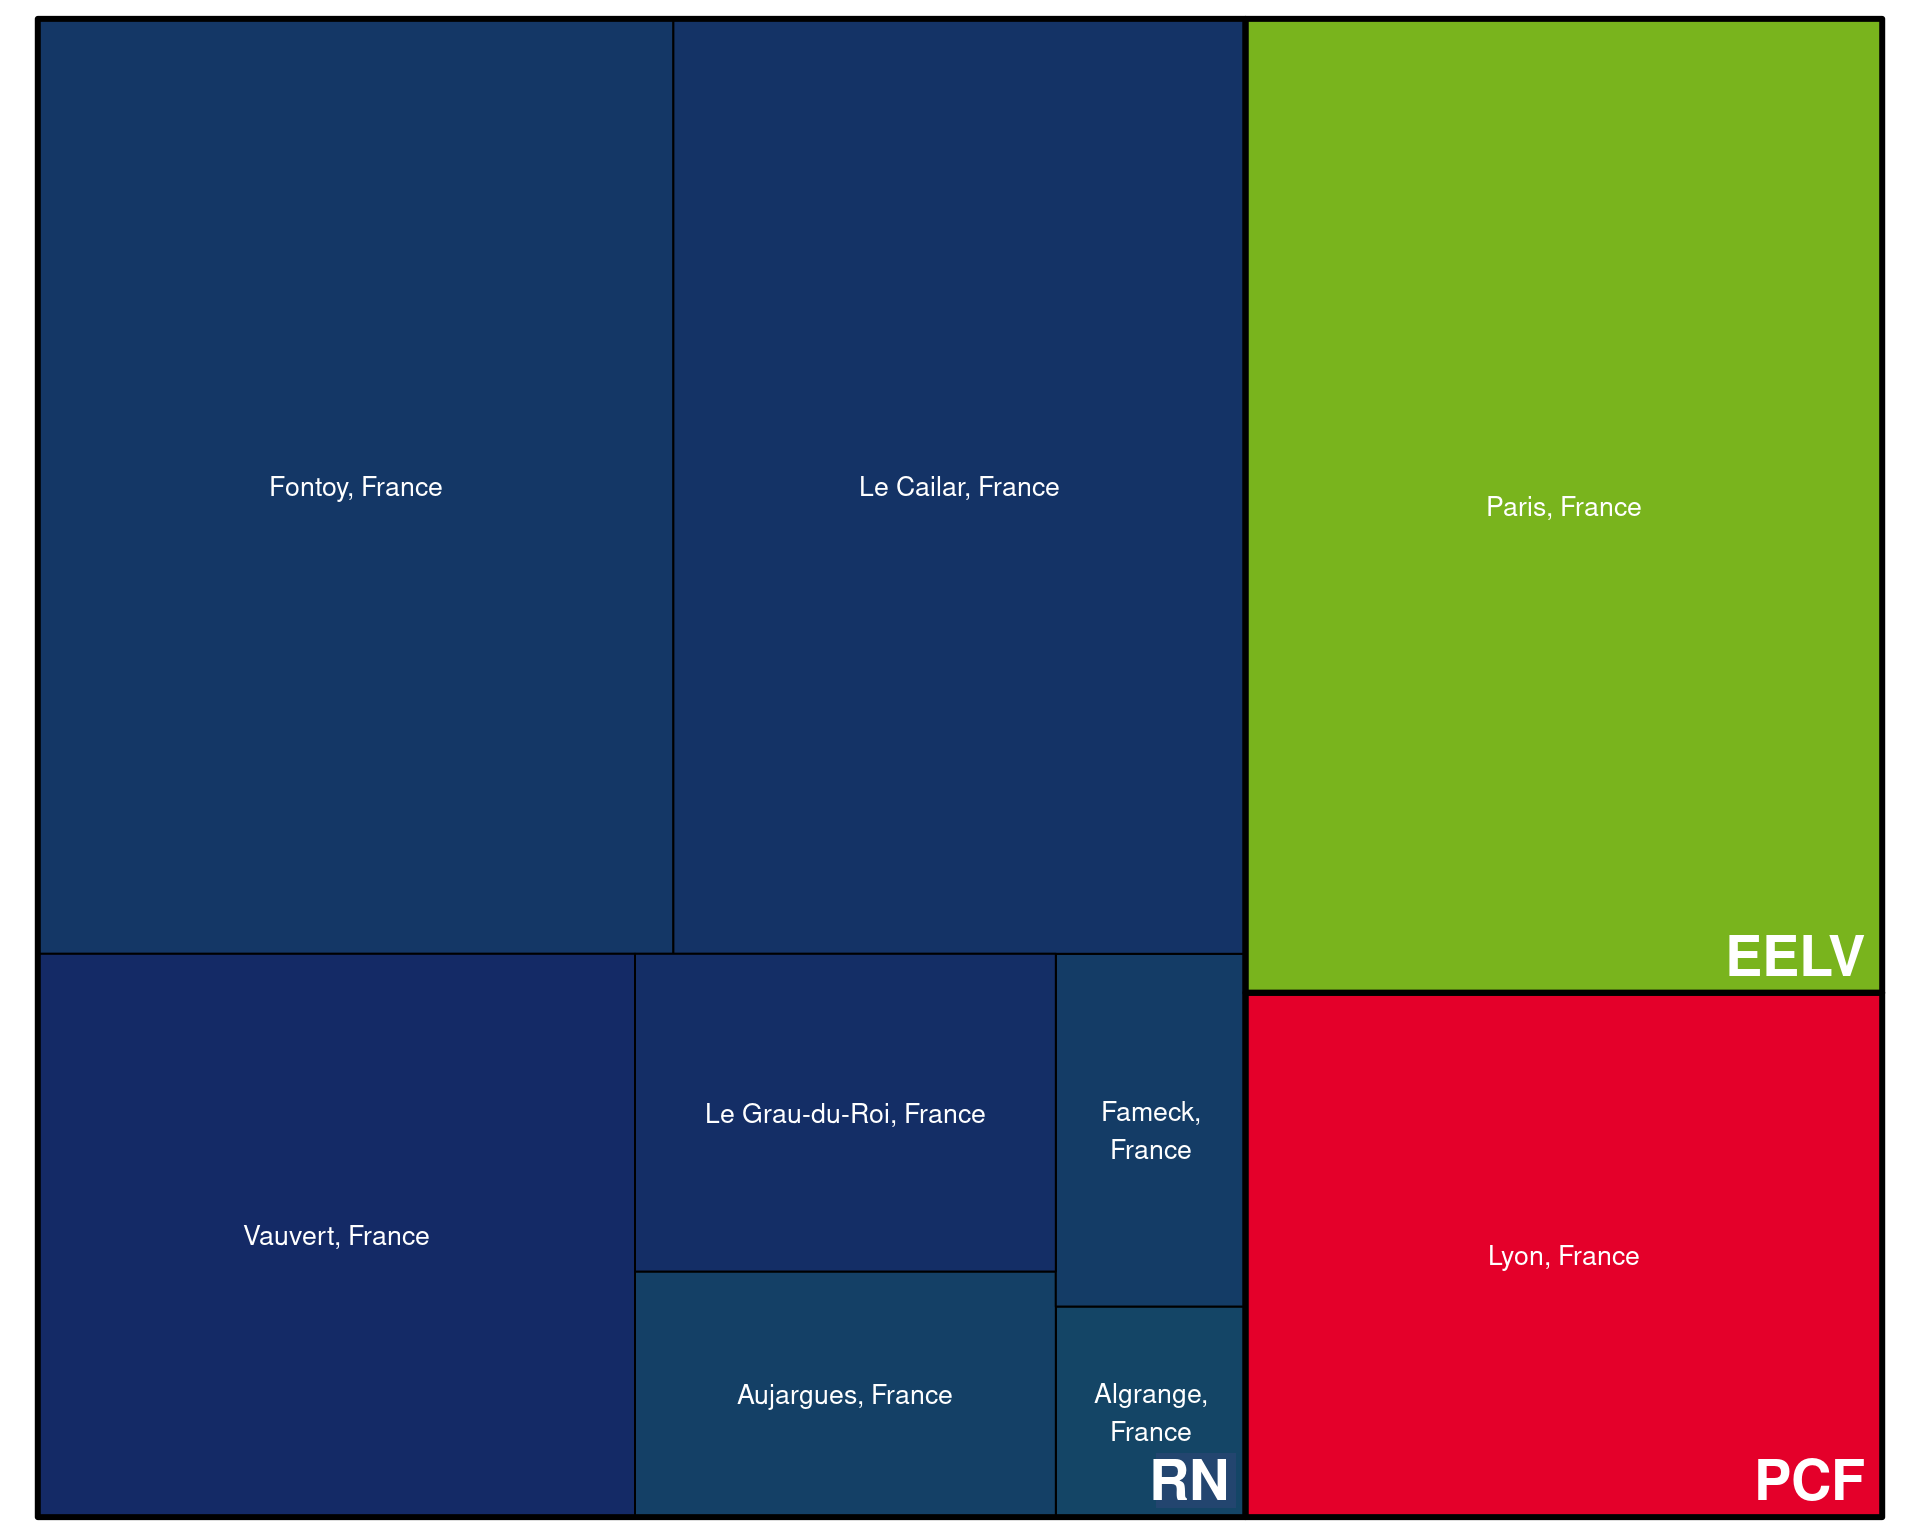 Fontoy, France
Le Cailar, France
Paris, France
EELV
Vauvert, France
Le Grau-du-Roi, France
Fameck,
France
Aujargues, France
Algrange,
France
RN
Lyon, France
PCF